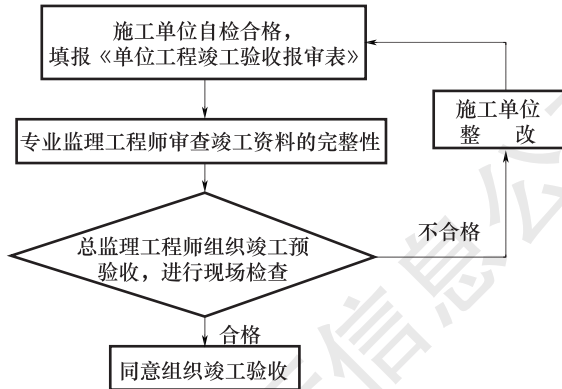 施工单位自检合格，
填报《单位工程竣工验收报审表》
施工单位
整 改
专业监理工程师审查竣工资料的完整性
总监理工程师组织竣工预
验收，进行现场检查
不合格
合格
同意组织竣工验收
信息公